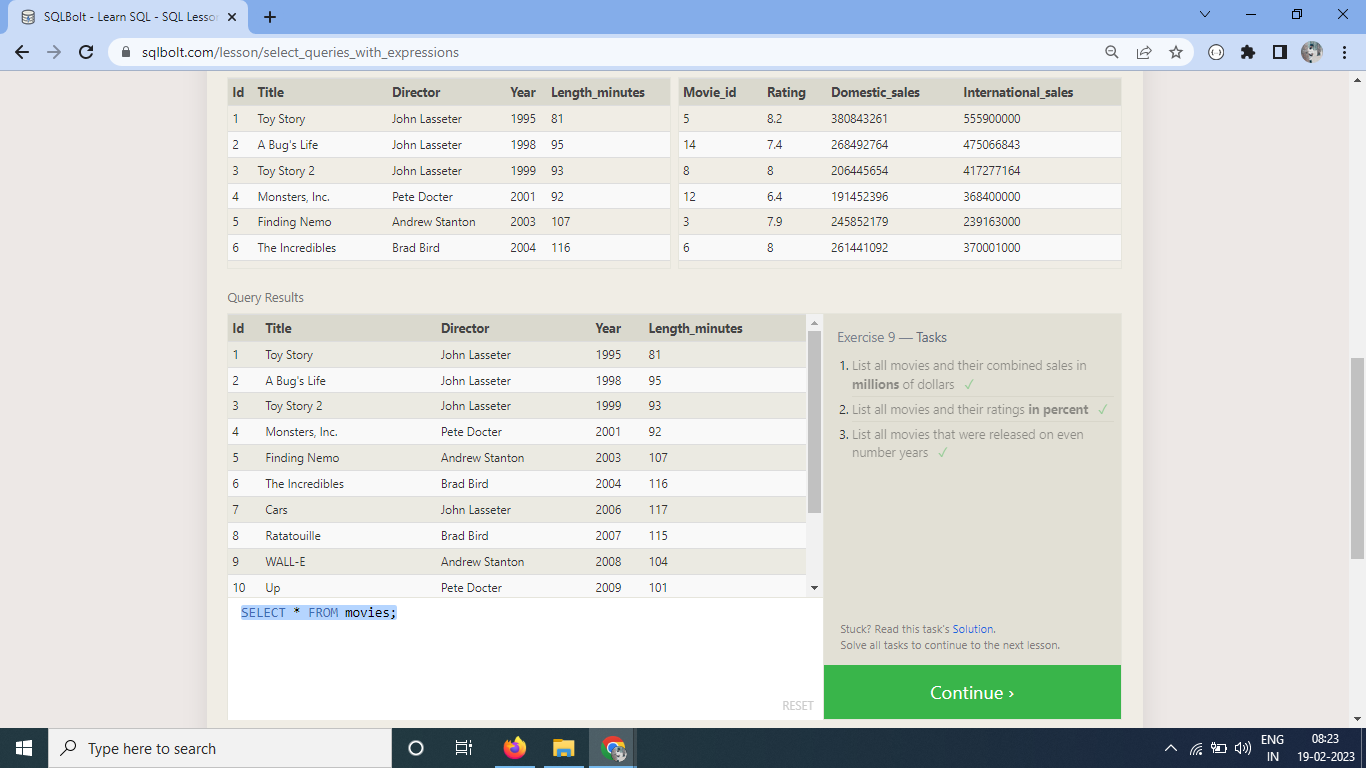 SQLBolt - Learn SQL - SQL Lesson
sqlbolt.com/lesson/select_queries_with_expressions
Id Title Director Year Length_minutes
1 Toy Story John Lasseter 1995 81
2 A Bug's Life John Lasseter 1998 95
3 Toy Story 2 John Lasseter 1999 93
4 Monsters, Inc. Pete Docter 2001 92
5 Finding Nemo Andrew Stanton 2003 107
6 The Incredibles Brad Bird 2004 116
Movie_id Rating Domestic_sales International_sales
5 8.2 380843261 555900000
14 7.4 268492764 475066843
8 8 206445654 417277164
12 6.4 191452396 368400000
3 7.9 245852179 239163000
6 8 261441092 370001000
Query Results
Id Title Director Year Length_minutes
1 Toy Story John Lasseter 1995 81
2 A Bug's Life John Lasseter 1998 95
3 Toy Story 2 John Lasseter 1999 93
4 Monsters, Inc. Pete Docter 2001 92
5 Finding Nemo Andrew Stanton 2003 107
6 The Incredibles Brad Bird 2004 116
7 Cars John Lasseter 2006 117
8 Ratatouille Brad Bird 2007 115
9 WALL-E Andrew Stanton 2008 104
10 Up Pete Docter 2009 101
SELECT * FROM movies;
RESET
Exercise 9 — Tasks
1. List all movies and their combined sales in
millions of dollars ✓
2. List all movies and their ratings in percent ✓
3. List all movies that were released on even
number years ✓
Stuck? Read this task's Solution.
Solve all tasks to continue to the next lesson.
Continue ›
Type here to search
ENG
IN
08:23
19-02-2023